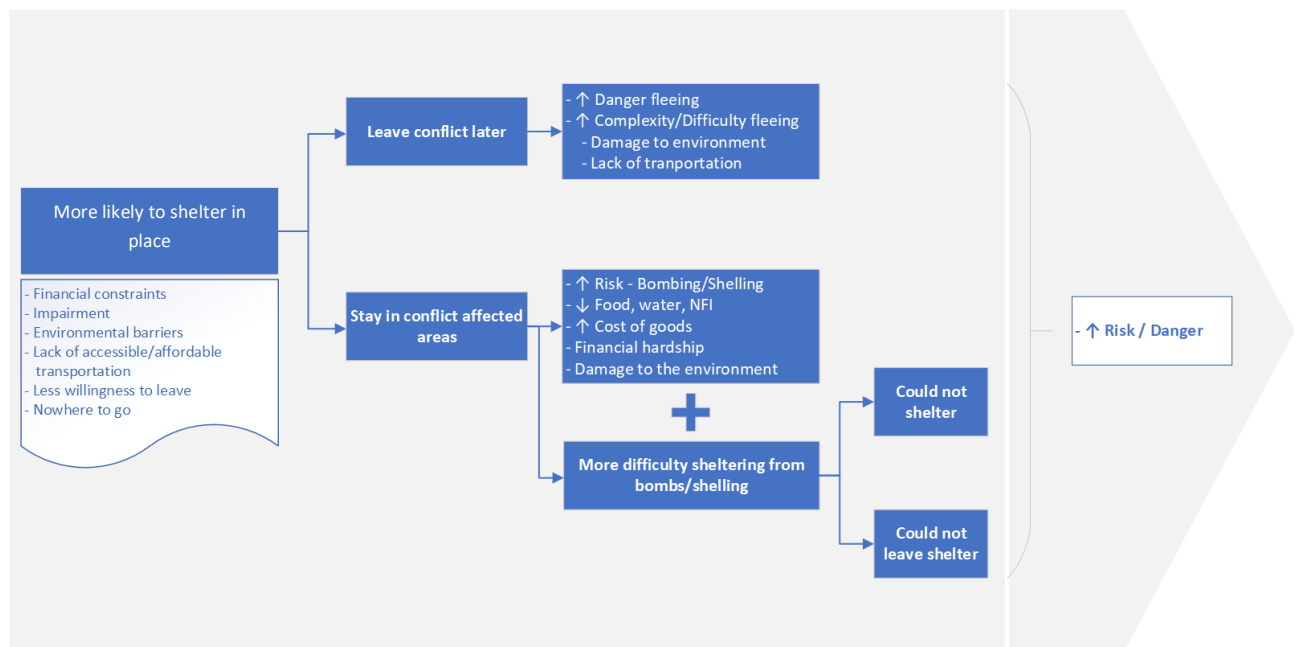 More likely to shelter in
place
- Financial constraints
- Impairment
- Environmental barriers
- Lack of accessible/affordable
transportation
- Less willingness to leave
- Nowhere to go
Leave conflict later
- ↑ Danger fleeing
- ↑ Complexity/Difficulty fleeing
- Damage to environment
- Lack of tranportation
Stay in conflict affected
areas
- ↑ Risk - Bombing/Shelling
- ↓ Food, water, NFI
- ↑ Cost of goods
- Financial hardship
- Damage to the environment
More difficulty sheltering from
bombs/shelling
Could not
shelter
Could not
leave shelter
- ↑ Risk / Danger